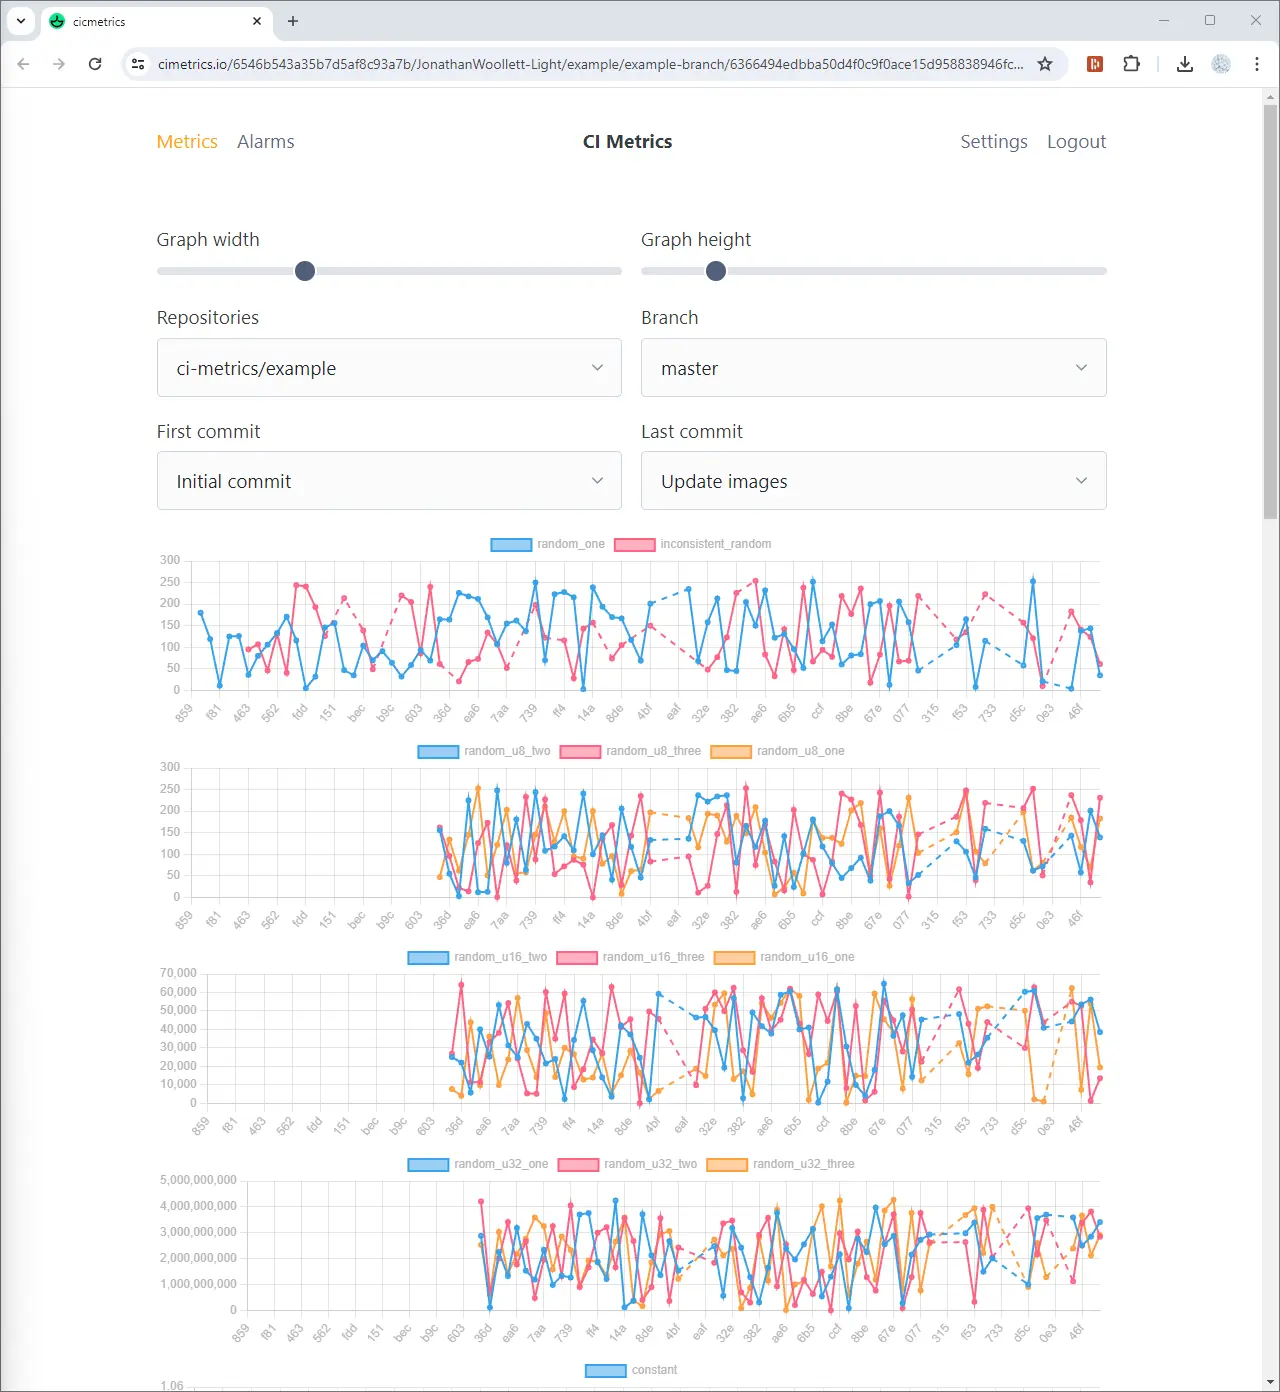 cicmetrics
cimetrics.io/6546b543a35b7d5af8c93a7b/JonathanWoollett-Light/example/example-branch/6366494edbba50d4f0c9f0ace15d958838946fc...
Metrics Alarms CI Metrics Settings Logout
Graph width Graph height
Repositories Branch
ci-metrics/example master
First commit Last commit
Initial commit Update images
random_one inconsistent_random
300
250
200
150
100
50
0
859 f81 463 562 fdd 151 bec b9c 603 36d ea6 7aa 739 ff4 14a 8de 4bf eaf 32e 382 ae6 6b5 ccf 8be 67e 077 315 f53 733 d5c 0e3 46f
random_u8_two random_u8_three random_u8_one
300
250
200
150
100
50
0
859 f81 463 562 fdd 151 bec b9c 603 36d ea6 7aa 739 ff4 14a 8de 4bf eaf 32e 382 ae6 6b5 ccf 8be 67e 077 315 f53 733 d5c 0e3 46f
random_u16_two random_u16_three random_u16_one
70,000
60,000
50,000
40,000
30,000
20,000
10,000
0
859 f81 463 562 fdd 151 bec b9c 603 36d ea6 7aa 739 ff4 14a 8de 4bf eaf 32e 382 ae6 6b5 ccf 8be 67e 077 315 f53 733 d5c 0e3 46f
random_u32_one random_u32_two random_u32_three
5,000,000,000
4,000,000,000
3,000,000,000
2,000,000,000
1,000,000,000
0
859 f81 463 562 fdd 151 bec b9c 603 36d ea6 7aa 739 ff4 14a 8de 4bf eaf 32e 382 ae6 6b5 ccf 8be 67e 077 315 f53 733 d5c 0e3 46f
constant
1.06